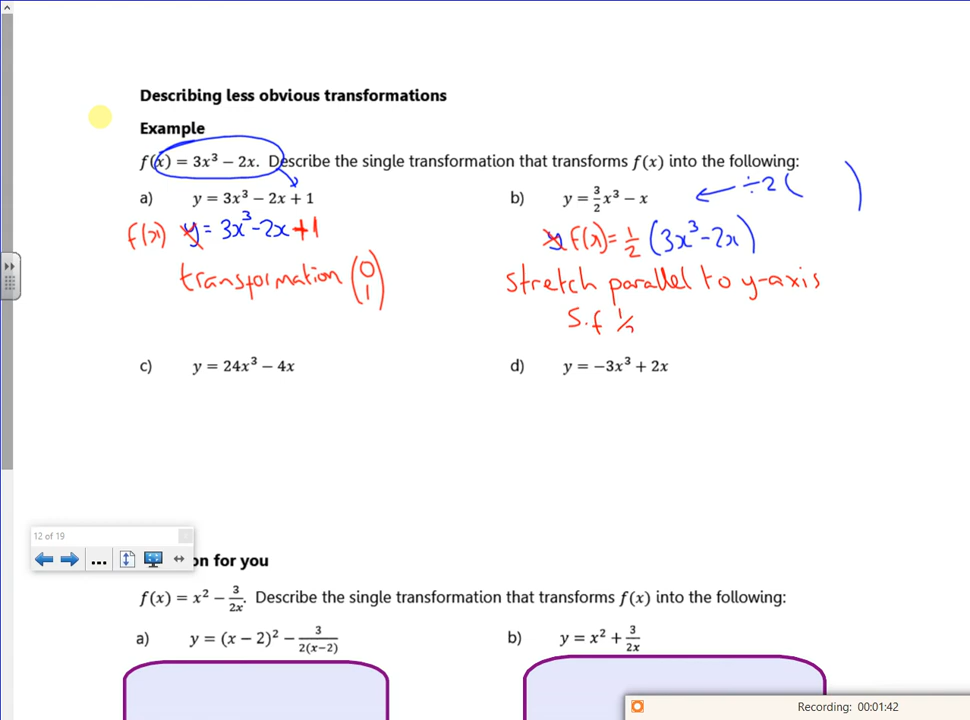 Describing less obvious transformations
Example
f(x) = 3x³ − 2x. Describe the single transformation that transforms f(x) into the following:
a) y = 3x³ − 2x + 1
b) y = 3/2 x³ − x ← ÷2 ( )
f(x) y = 3x³ − 2x + 1
y f(x) = 1/2 (3x³ − 2x)
transformation (0 1)
stretch parallel to y-axis
S.f 1/2
c) y = 24x³ − 4x
d) y = −3x³ + 2x
12 of 19
...
on for you
f(x) = x² − 3/2x. Describe the single transformation that transforms f(x) into the following:
a) y = (x − 2)² − 3/2(x−2)
b) y = x² + 3/2x
Recording: 00:01:42